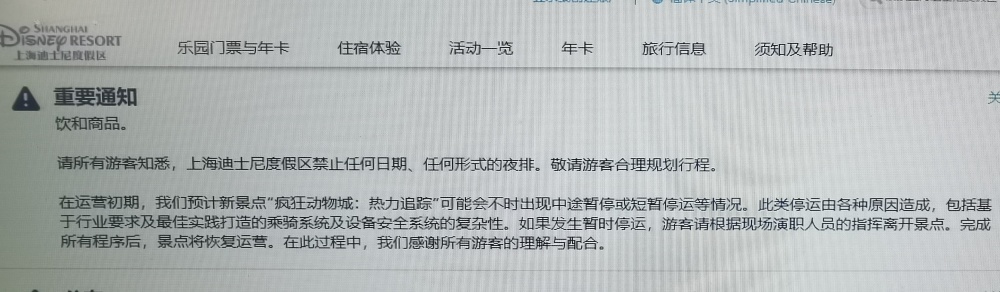 SHANGHAI
DISNEY RESORT
上海迪士尼度假区
乐园门票与年卡 住宿体验 活动一览 年卡 旅行信息 须知及帮助
重要通知
关
饮和商品。
请所有游客知悉，上海迪士尼度假区禁止任何日期、任何形式的夜排。敬请游客合理规划行程。
在运营初期，我们预计新景点“疯狂动物城：热力追踪”可能会不时出现中途暂停或短暂停运等情况。此类停运由各种原因造成，包括基
于行业要求及最佳实践打造的乘骑系统及设备安全系统的复杂性。如果发生暂时停运，游客请根据现场演职人员的指挥离开景点。完成
所有程序后，景点将恢复运营。在此过程中，我们感谢所有游客的理解与配合。